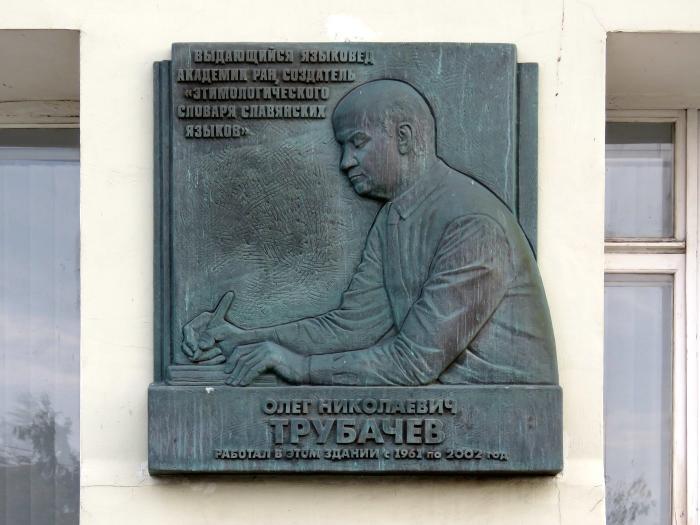 ВЫДАЮЩИЙСЯ ЯЗЫКОВЕД
АКАДЕМИК РАН, СОЗДАТЕЛЬ
«ЭТИМОЛОГИЧЕСКОГО
СЛОВАРЯ СЛАВЯНСКИХ
ЯЗЫКОВ»
ОЛЕГ НИКОЛАЕВИЧ
ТРУБАЧЕВ
РАБОТАЛ В ЭТОМ ЗДАНИИ с 1961 по 2002 год